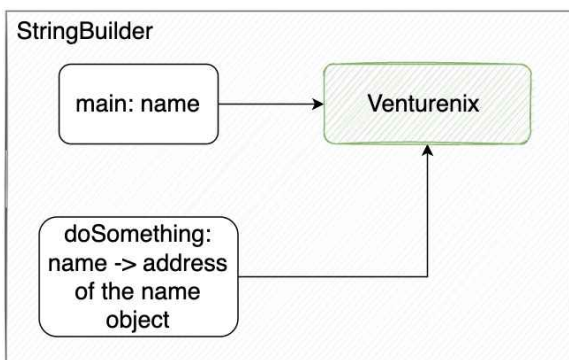 StringBuilder
main: name
Venturenix
doSomething:
name -> address
of the name
object